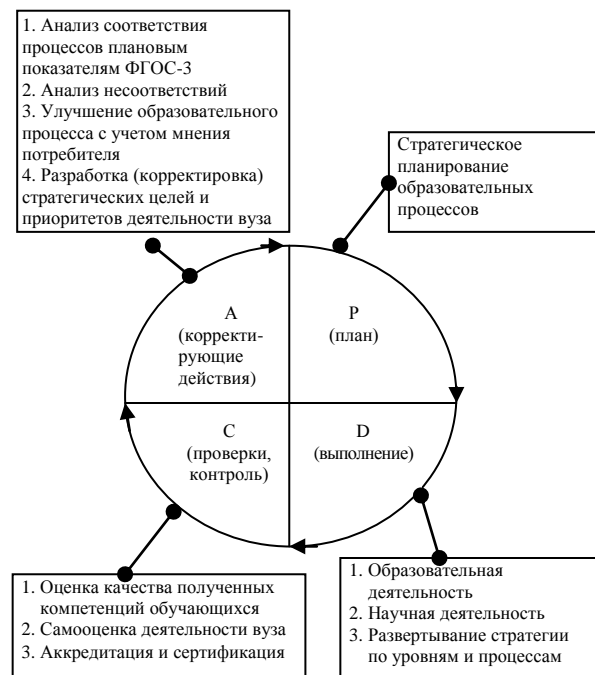 1. Анализ соответствия
процессов плановым
показателям ФГОС-3
2. Анализ несоответствий
3. Улучшение образовательного
процесса с учетом мнения
потребителя
4. Разработка (корректировка)
стратегических целей и
приоритетов деятельности вуза
Стратегическое
планирование
образовательных
процессов
A
(корректи-
рующие
действия)
P
(план)
C
(проверки,
контроль)
D
(выполнение)
1. Оценка качества полученных
компетенций обучающихся
2. Самооценка деятельности вуза
3. Аккредитация и сертификация
1. Образовательная
деятельность
2. Научная деятельность
3. Развертывание стратегии
по уровням и процессам